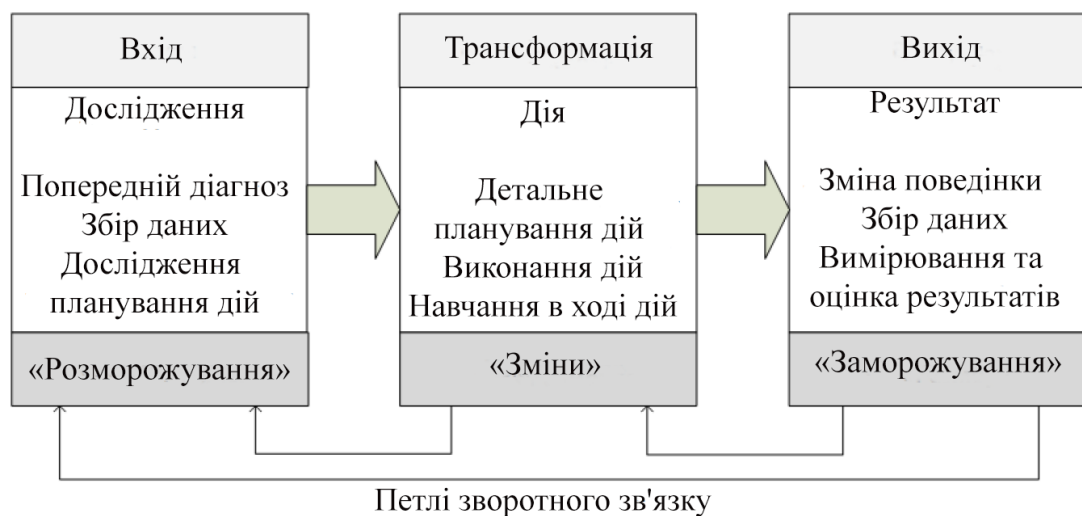 Вхід
Дослідження
Попередній діагноз
Збір даних
Дослідження
планування дій
«Розморожування»
Трансформація
Дія
Детальне
планування дій
Виконання дій
Навчання в ході дій
«Зміни»
Вихід
Результат
Зміна поведінки
Збір даних
Вимірювання та
оцінка результатів
«Заморожування»
Петлі зворотного зв'язку